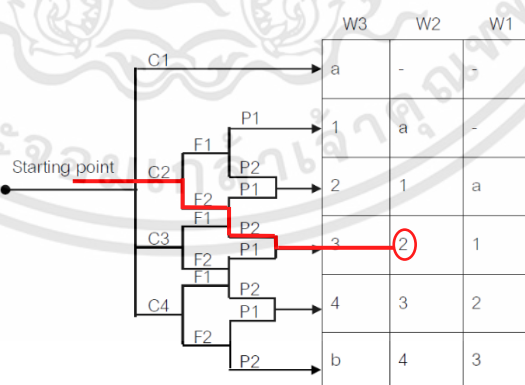 W3 W2 W1
C1 a - -
P1 1 a -
F1
Starting point C2 P2 2 1 a
P1
F2
F1 P2
C3 3 2 1
P1
F2
F1
P2
C4 4 3 2
P1
F2
P2 b 4 3